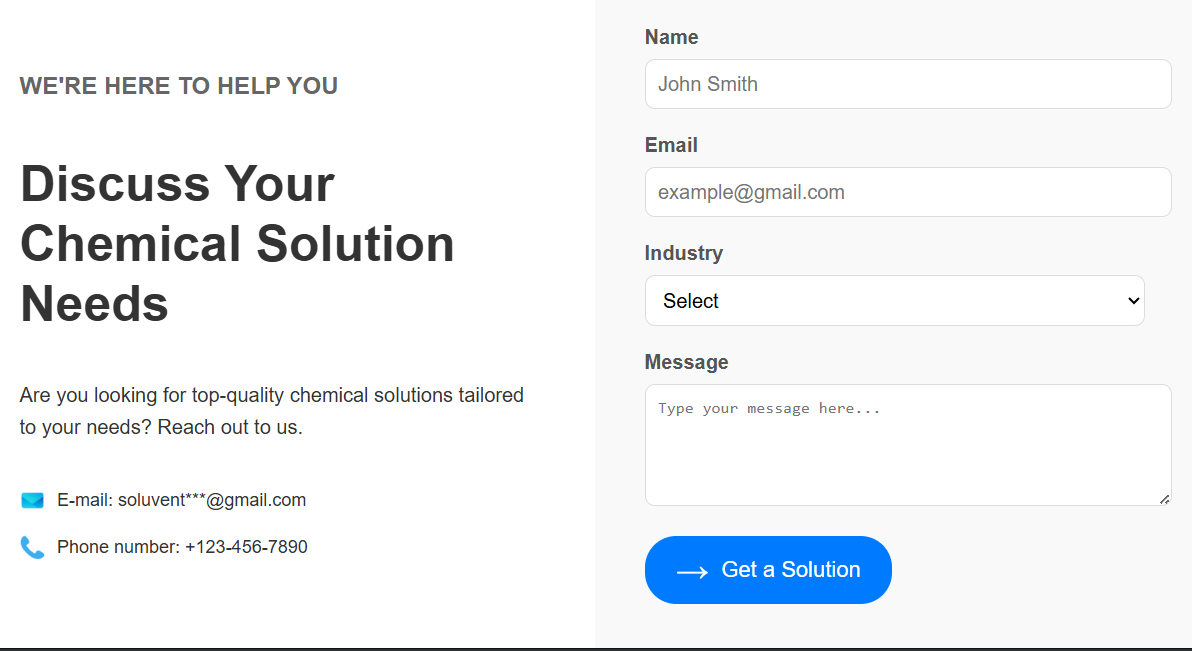 WE'RE HERE TO HELP YOU
Discuss Your
Chemical Solution
Needs
Are you looking for top-quality chemical solutions tailored
to your needs? Reach out to us.
E-mail: soluvent***@gmail.com
Phone number: +123-456-7890
Name
John Smith
Email
example@gmail.com
Industry
Select
Message
Type your message here...
→ Get a Solution